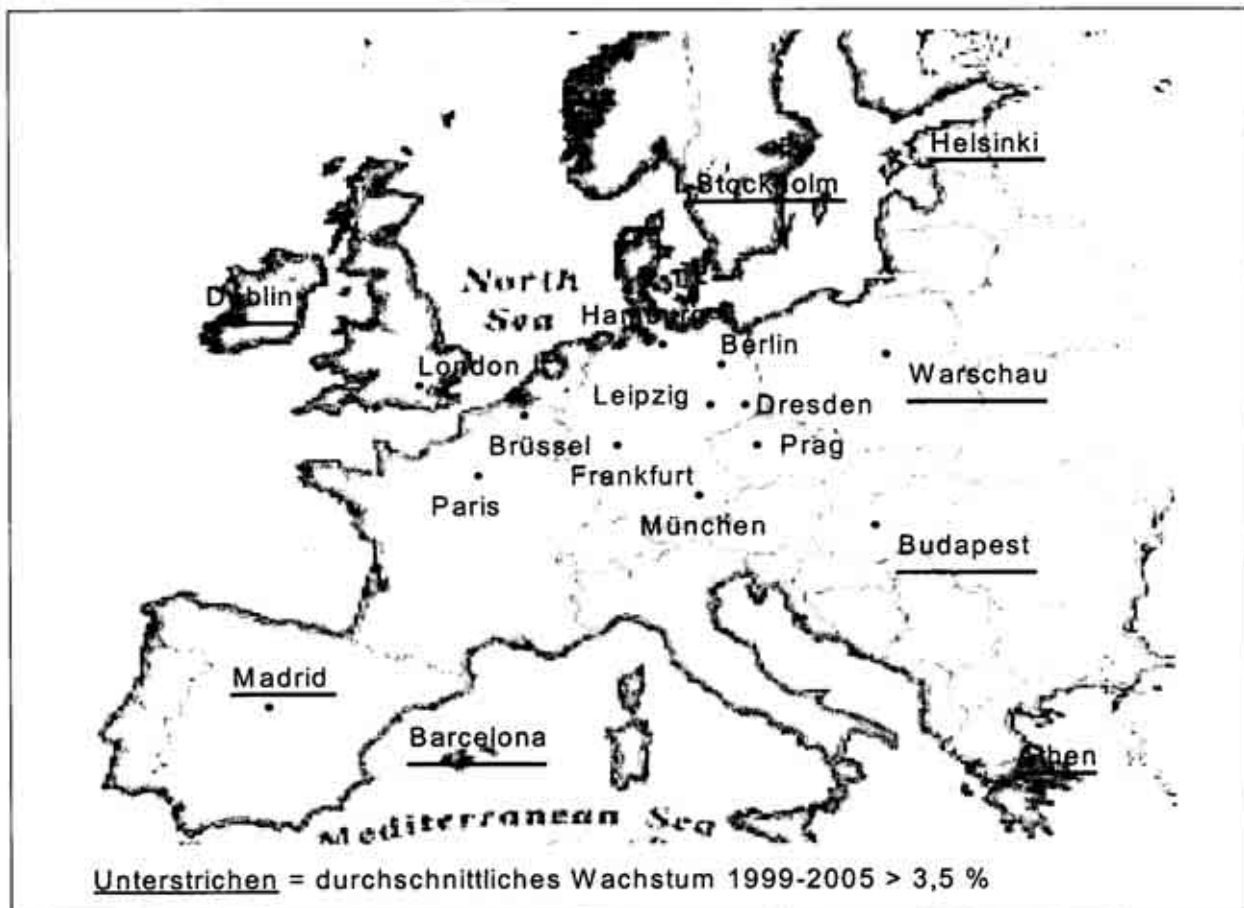 Helsinki
Stockholm
North
Sea
Dublin
Hamburg
Berlin
London
Warschau
Leipzig
Dresden
Brüssel
Prag
Frankfurt
Paris
München
Budapest
Madrid
Barcelona
Mediterranean Sea
Unterstrichen = durchschnittliches Wachstum 1999-2005 > 3,5 %